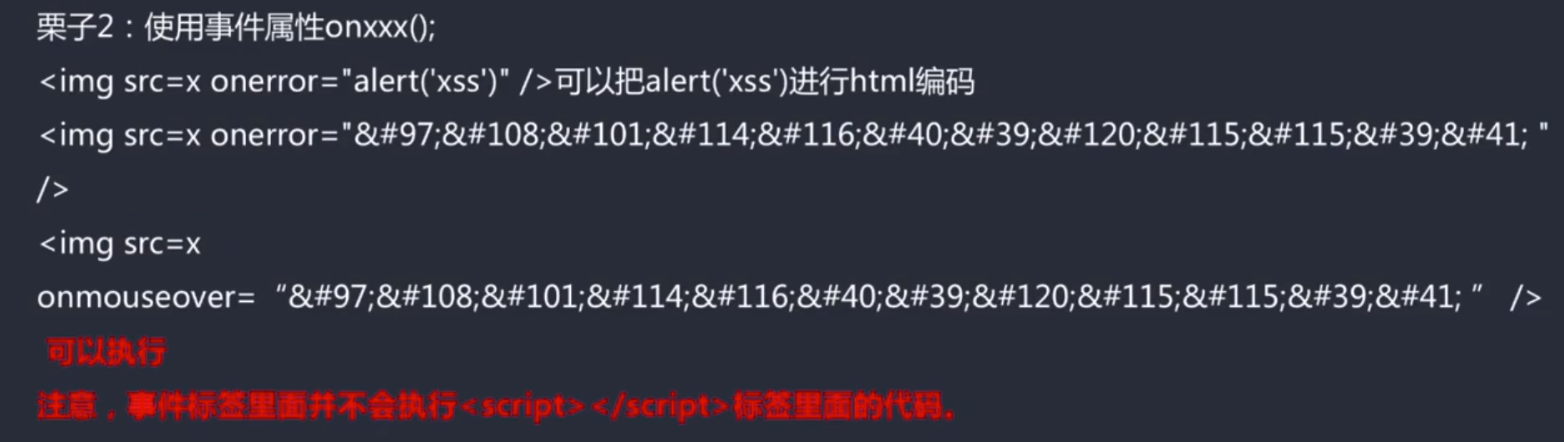 栗子2：使用事件属性onxxx();
<img src=x onerror="alert('xss')" />可以把alert('xss')进行html编码
<img src=x onerror="&#97;&#108;&#101;&#114;&#116;&#40;&#39;&#120;&#115;&#115;&#39;&#41; "
/>
<img src=x
onmouseover=“&#97;&#108;&#101;&#114;&#116;&#40;&#39;&#120;&#115;&#115;&#39;&#41; ” />
可以执行
注意，事件标签里面并不会执行<script></script>标签里面的代码.